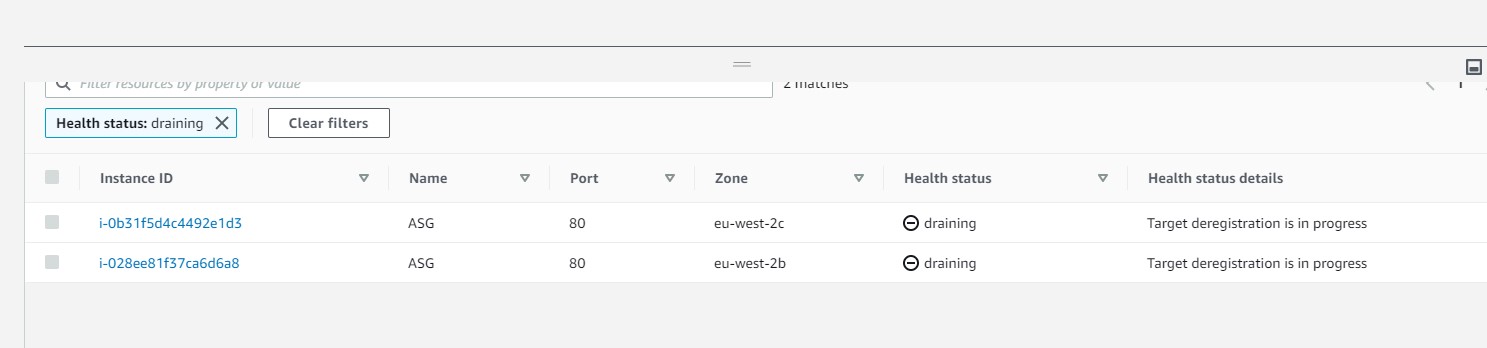 Filter resources by property or value
2 matches
1
Health status: draining
Clear filters
Instance ID Name Port Zone Health status Health status details
i-0b31f5d4c4492e1d3 ASG 80 eu-west-2c draining Target deregistration is in progress
i-028ee81f37ca6d6a8 ASG 80 eu-west-2b draining Target deregistration is in progress